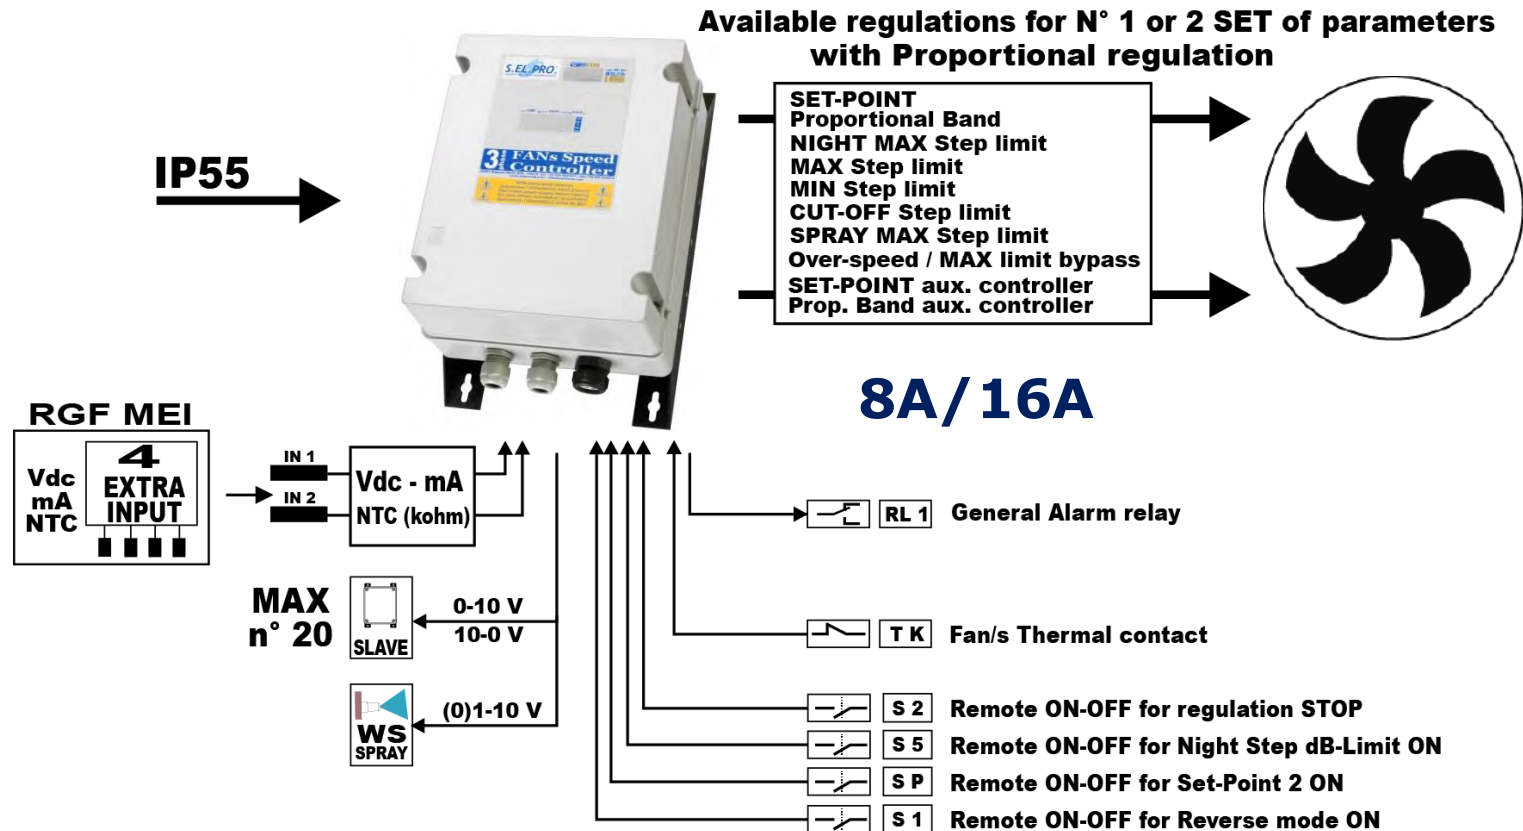 Available regulations for N° 1 or 2 SET of parameters
with Proportional regulation
S.EL.PRO.
SET-POINT
Proportional Band
NIGHT MAX Step limit
MAX Step limit
MIN Step limit
CUT-OFF Step limit
SPRAY MAX Step limit
Over-speed / MAX limit bypass
SET-POINT aux. controller
Prop. Band aux. controller
IP55
3
FANs Speed
Controller
8A/16A
RGF MEI
Vdc
mA
NTC
4
EXTRA
INPUT
IN 1
IN 2
Vdc - mA
NTC (kohm)
RL 1 General Alarm relay
MAX
n° 20
SLAVE
0-10 V
10-0 V
T K Fan/s Thermal contact
WS
SPRAY
(0)1-10 V
S 2 Remote ON-OFF for regulation STOP
S 5 Remote ON-OFF for Night Step dB-Limit ON
S P Remote ON-OFF for Set-Point 2 ON
S 1 Remote ON-OFF for Reverse mode ON